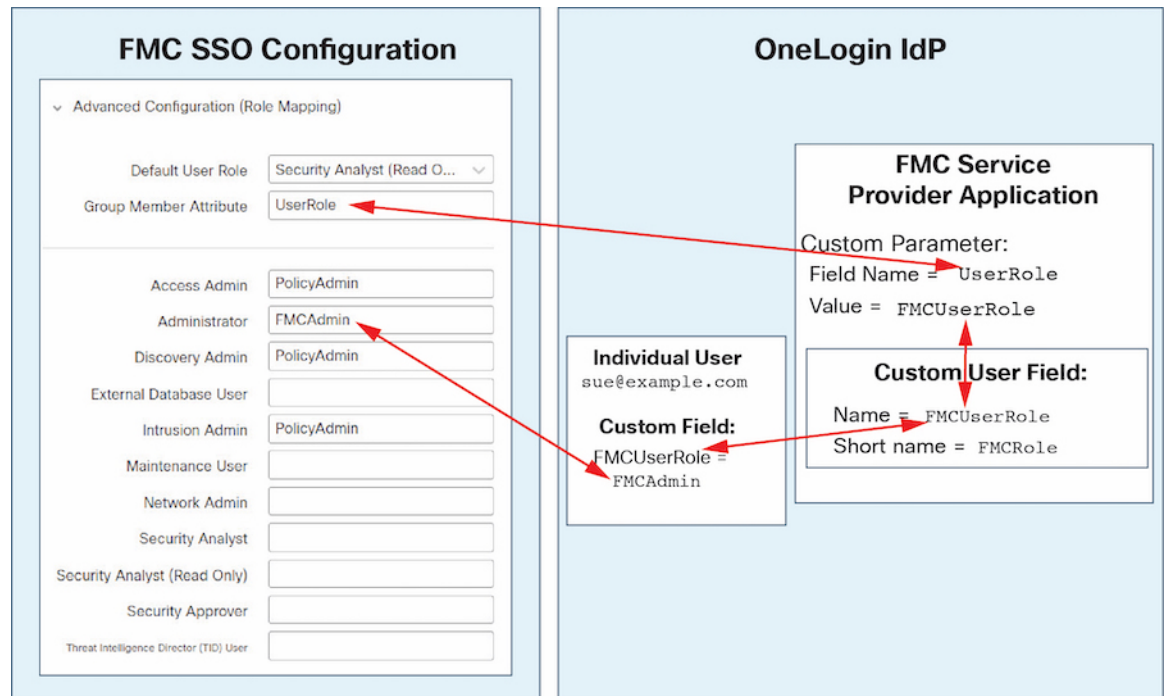 FMC SSO Configuration
Advanced Configuration (Role Mapping)
Default User Role Security Analyst (Read O...
Group Member Attribute UserRole
Access Admin PolicyAdmin
Administrator FMCAdmin
Discovery Admin PolicyAdmin
External Database User
Intrusion Admin PolicyAdmin
Maintenance User
Network Admin
Security Analyst
Security Analyst (Read Only)
Security Approver
Threat Intelligence Director (TID) User
OneLogin IdP
Individual User
sue@example.com
Custom Field:
FMCUserRole =
FMCAdmin
FMC Service
Provider Application
Custom Parameter:
Field Name = UserRole
Value = FMCUserRole
Custom User Field:
Name = FMCUserRole
Short name = FMCRole